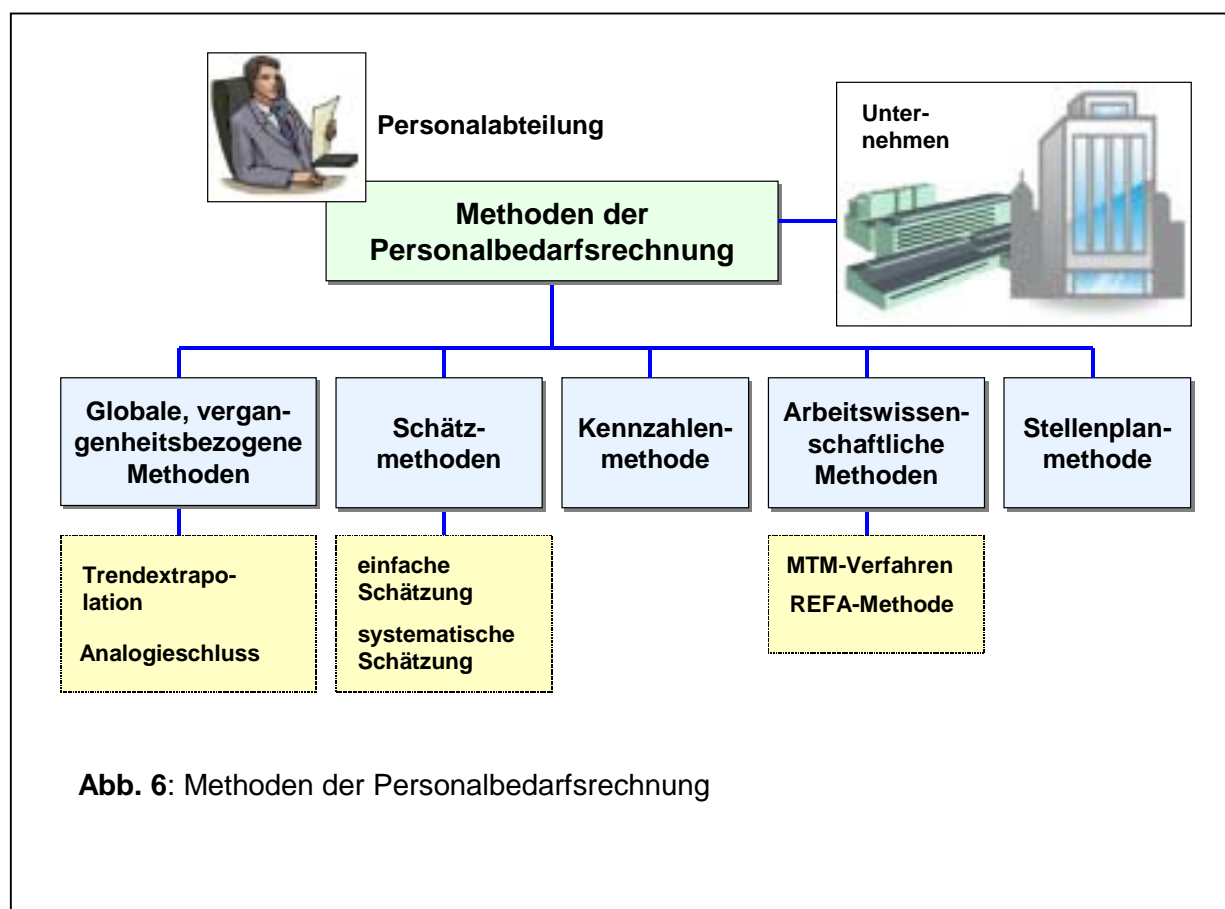 Personalabteilung
Unter-
nehmen
Methoden der
Personalbedarfsrechnung
Globale, vergan-
genheitsbezogene
Methoden
Schätz-
methoden
Kennzahlen-
methode
Arbeitswissen-
schaftliche
Methoden
Stellenplan-
methode
Trendextrapo-
lation
Analogieschluss
einfache
Schätzung
systematische
Schätzung
MTM-Verfahren
REFA-Methode
Abb. 6: Methoden der Personalbedarfsrechnung